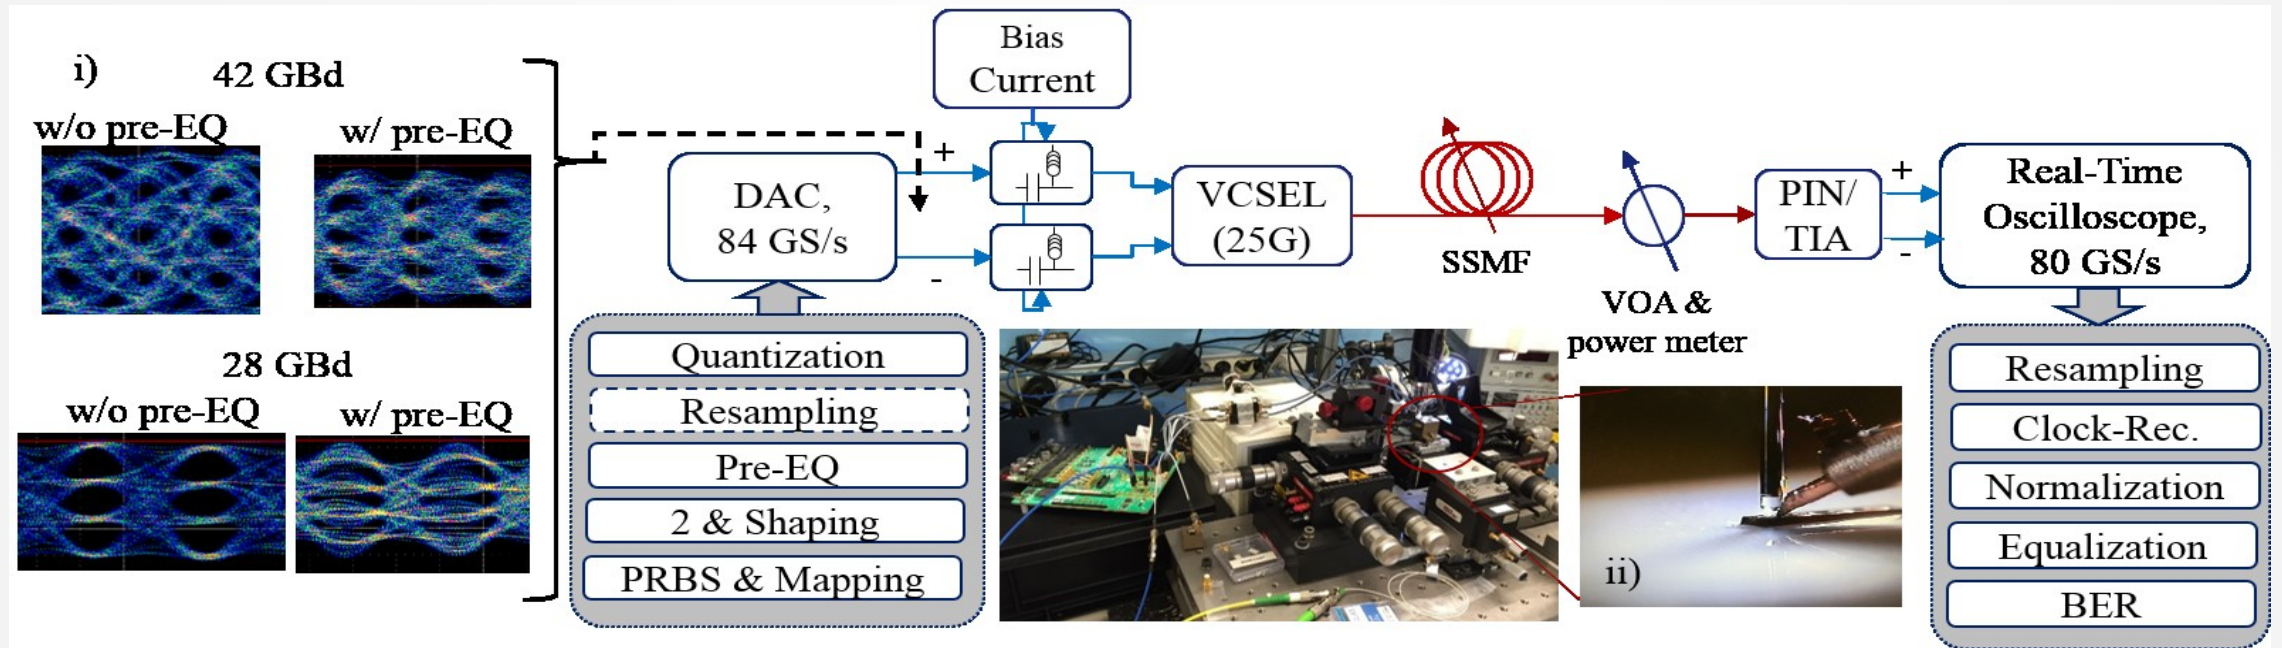 i)
42 GBd
w/o pre-EQ
w/ pre-EQ
28 GBd
w/o pre-EQ
w/ pre-EQ
Bias
Current
+
-
DAC,
84 GS/s
Quantization
Resampling
Pre-EQ
2 & Shaping
PRBS & Mapping
VCSEL
(25G)
SSMF
VOA &
power meter
PIN/
TIA
+
-
Real-Time
Oscilloscope,
80 GS/s
Resampling
Clock-Rec.
Normalization
Equalization
BER
ii)